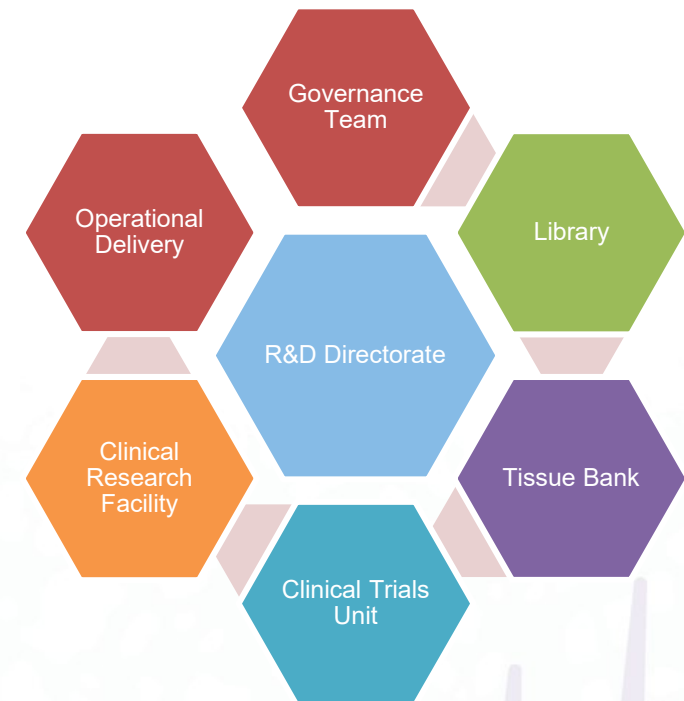 Governance
Team
Operational
Delivery
Library
R&D Directorate
Clinical
Research
Facility
Tissue Bank
Clinical Trials
Unit